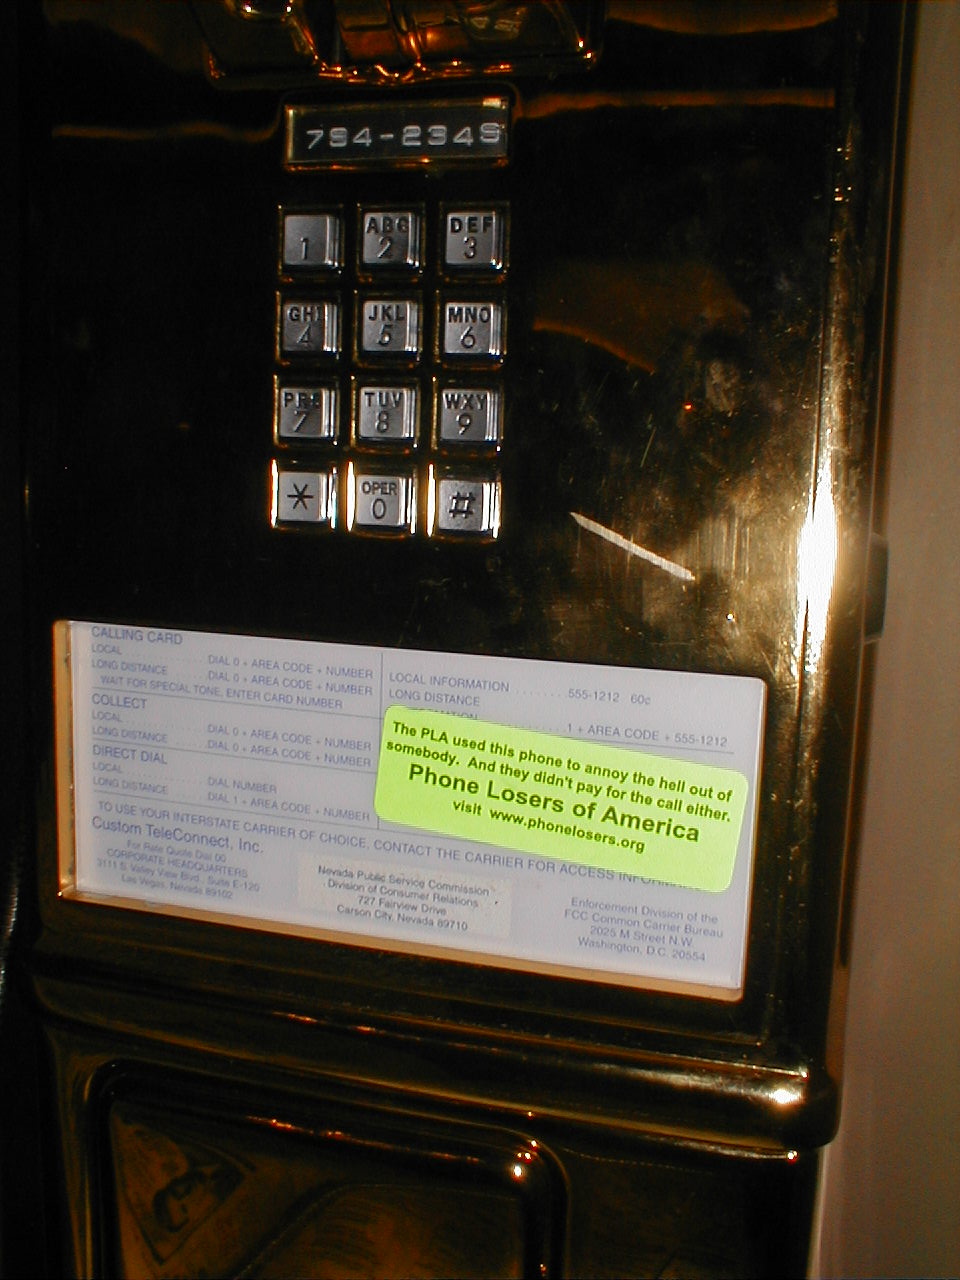 794-2349
1
ABC
2
DEF
3
GHI
4
JKL
5
MNO
6
PRS
7
TUV
8
WXY
9
*
OPER
0
#
CALLING CARD
LOCAL ........ DIAL 0 + AREA CODE + NUMBER
LONG DISTANCE ........ DIAL 0 + AREA CODE + NUMBER
WAIT FOR SPECIAL TONE, ENTER CARD NUMBER
COLLECT
LOCAL ........ DIAL 0 + AREA CODE + NUMBER
LONG DISTANCE ........ DIAL 0 + AREA CODE + NUMBER
DIRECT DIAL
LOCAL ........ DIAL NUMBER
LONG DISTANCE ........ DIAL 1 + AREA CODE + NUMBER
LOCAL INFORMATION ........ 555-1212 60¢
LONG DISTANCE
1 + AREA CODE + 555-1212
The PLA used this phone to annoy the hell out of
somebody. And they didn't pay for the call either.
Phone Losers of America
visit www.phonelosers.org
TO USE YOUR INTERSTATE CARRIER OF CHOICE, CONTACT THE CARRIER FOR ACCESS
Custom TeleConnect, Inc.
For Rate Quote Dial 00
CORPORATE HEADQUARTERS
3111 S. Valley View Blvd., Suite E-120
Las Vegas, Nevada 89102
Nevada Public Service Commission
Division of Consumer Relations
727 Fairview Drive
Carson City, Nevada 89710
Enforcement Division of the
FCC Common Carrier Bureau
2025 M Street N.W.
Washington, D.C. 20554